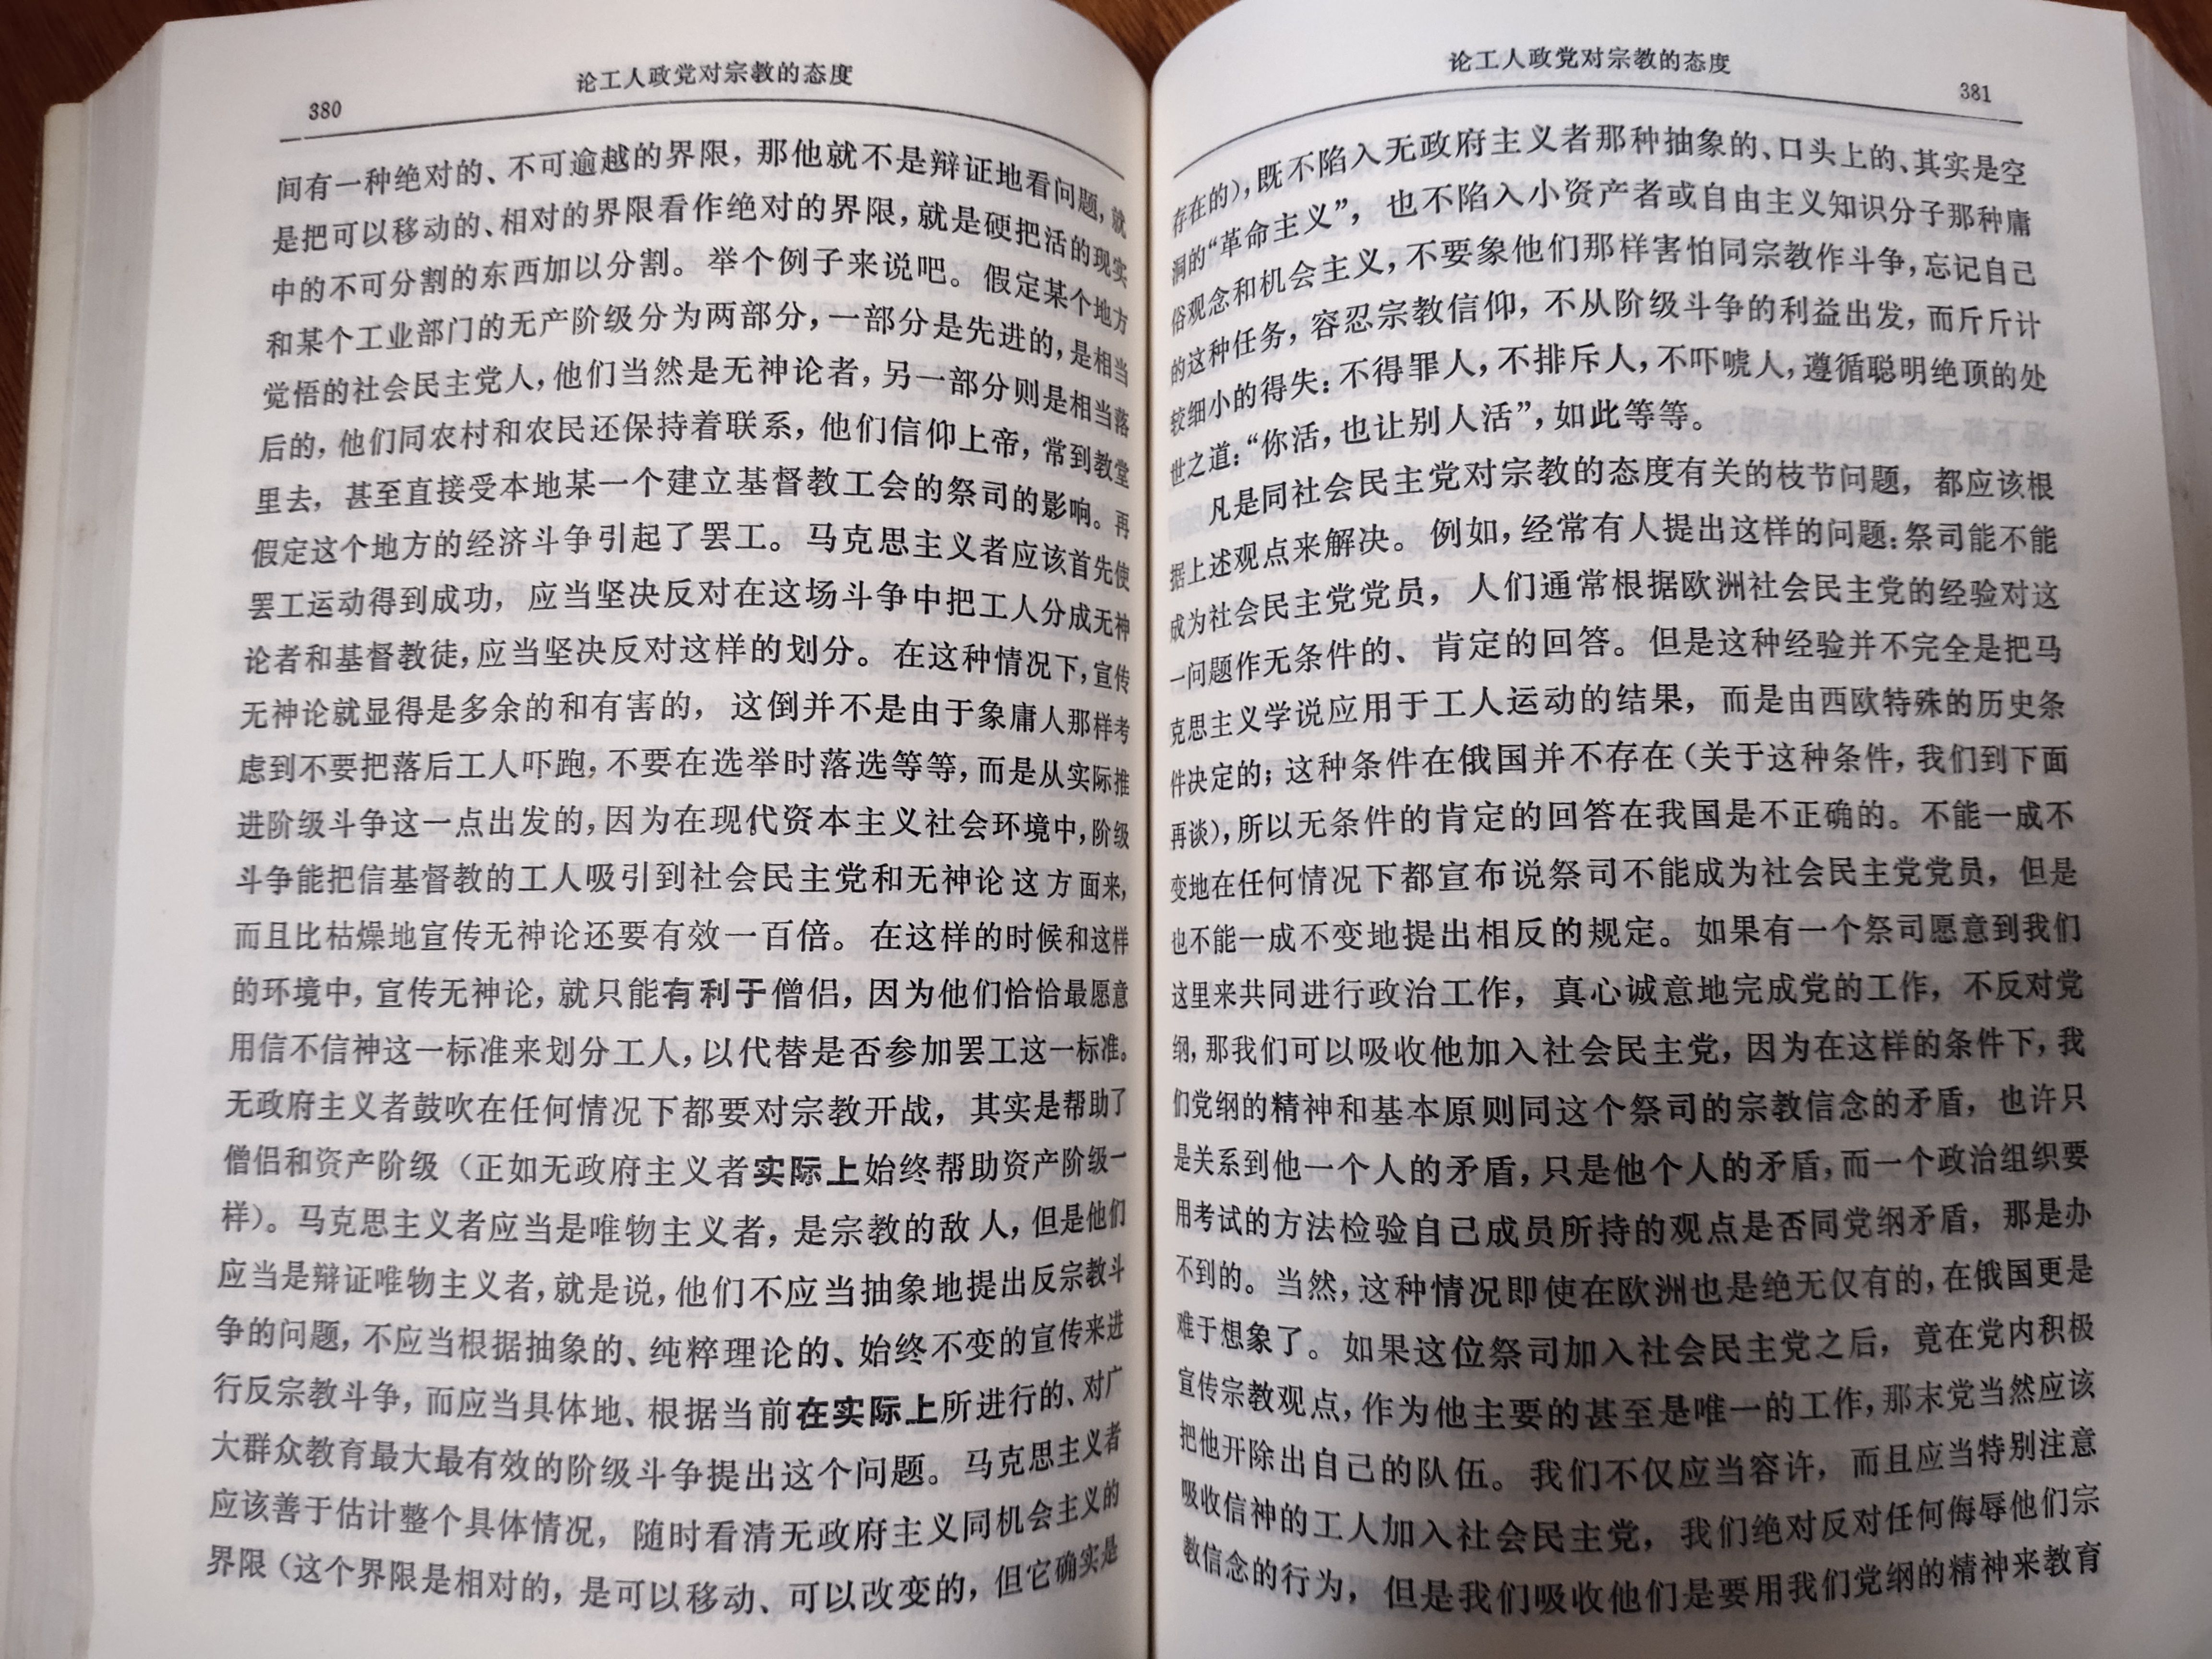 论工人政党对宗教的态度
380
间有一种绝对的、不可逾越的界限，那他就不是辩证地看问题，就
是把可以移动的、相对的界限看作绝对的界限，就是硬把活的现实
中的不可分割的东西加以分割。举个例子来说吧。假定某个地方
和某个工业部门的无产阶级分为两部分，一部分是先进的，是相当
觉悟的社会民主党人，他们当然是无神论者，另一部分则是相当落
后的，他们同农村和农民还保持着联系，他们信仰上帝，常到教堂
里去，甚至直接受本地某一个建立基督教工会的祭司的影响。再
假定这个地方的经济斗争引起了罢工。马克思主义者应该首先使
罢工运动得到成功，应当坚决反对在这场斗争中把工人分成无神
论者和基督教徒，应当坚决反对这样的划分。在这种情况下，宣传
无神论就显得是多余的和有害的，这倒并不是由于象庸人那样考
虑到不要把落后工人吓跑，不要在选举时落选等等，而是从实际推
进阶级斗争这一点出发的，因为在现代资本主义社会环境中，阶级
斗争能把信基督教的工人吸引到社会民主党和无神论这方面来，
而且比枯燥地宣传无神论还要有效一百倍。在这样的时候和这样
的环境中，宣传无神论，就只能有利于僧侣，因为他们恰恰最愿意
用信不信神这一标准来划分工人，以代替是否参加罢工这一标准。
无政府主义者鼓吹在任何情况下都要对宗教开战，其实是帮助了
僧侣和资产阶级（正如无政府主义者实际上始终帮助资产阶级一
样）。马克思主义者应当是唯物主义者，是宗教的敌人，但是他们
应当是辩证唯物主义者，就是说，他们不应当抽象地提出反宗教斗
争的问题，不应当根据抽象的、纯粹理论的、始终不变的宣传来进
行反宗教斗争，而应当具体地、根据当前在实际上所进行的、对广
大群众教育最大最有效的阶级斗争提出这个问题。马克思主义者
应该善于估计整个具体情况，随时看清无政府主义同机会主义的
界限（这个界限是相对的，是可以移动、可以改变的，但它确实是
论工人政党对宗教的态度
381
存在的），既不陷入无政府主义者那种抽象的、口头上的、其实是空
洞的“革命主义”，也不陷入小资产者或自由主义知识分子那种庸
俗观念和机会主义，不要象他们那样害怕同宗教作斗争，忘记自己
的这种任务，容忍宗教信仰，不从阶级斗争的利益出发，而斤斤计
较细小的得失：不得罪人，不排斥人，不吓唬人，遵循聪明绝顶的处
世之道：“你活，也让别人活”，如此等等。
凡是同社会民主党对宗教的态度有关的枝节问题，都应该根
据上述观点来解决。例如，经常有人提出这样的问题：祭司能不能
成为社会民主党党员，人们通常根据欧洲社会民主党的经验对这
一问题作无条件的、肯定的回答。但是这种经验并不完全是把马
克思主义学说应用于工人运动的结果，而是由西欧特殊的历史条
件决定的；这种条件在俄国并不存在（关于这种条件，我们到下面
再谈），所以无条件的肯定的回答在我国是不正确的。不能一成不
变地在任何情况下都宣布说祭司不能成为社会民主党党员，但是
也不能一成不变地提出相反的规定。如果有一个祭司愿意到我们
这里来共同进行政治工作，真心诚意地完成党的工作，不反对党
纲，那我们可以吸收他加入社会民主党，因为在这样的条件下，我
们党纲的精神和基本原则同这个祭司的宗教信念的矛盾，也许只
是关系到他一个人的矛盾，只是他个人的矛盾，而一个政治组织要
用考试的方法检验自己成员所持的观点是否同党纲矛盾，那是办
不到的。当然，这种情况即使在欧洲也是绝无仅有的，在俄国更是
难于想象了。如果这位祭司加入社会民主党之后，竟在党内积极
宣传宗教观点，作为他主要的甚至是唯一的工作，那末党当然应该
把他开除出自己的队伍。我们不仅应当容许，而且应当特别注意
吸收信神的工人加入社会民主党，我们绝对反对任何侮辱他们宗
教信念的行为，但是我们吸收他们是要用我们党纲的精神来教育